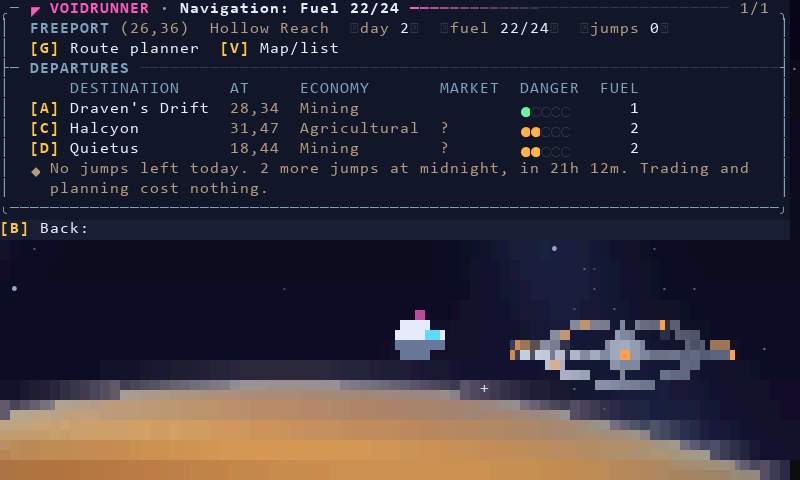 VOIDRUNNER · Navigation: Fuel 22/24 1/1
FREEPORT (26,36) Hollow Reach day 2 fuel 22/24 jumps 0
[G] Route planner [V] Map/list
DEPARTURES
DESTINATION AT ECONOMY MARKET DANGER FUEL
[A] Draven's Drift 28,34 Mining 1
[C] Halcyon 31,47 Agricultural ? 2
[D] Quietus 18,44 Mining ? 2
◆ No jumps left today. 2 more jumps at midnight, in 21h 12m. Trading and
planning cost nothing.
[B] Back: